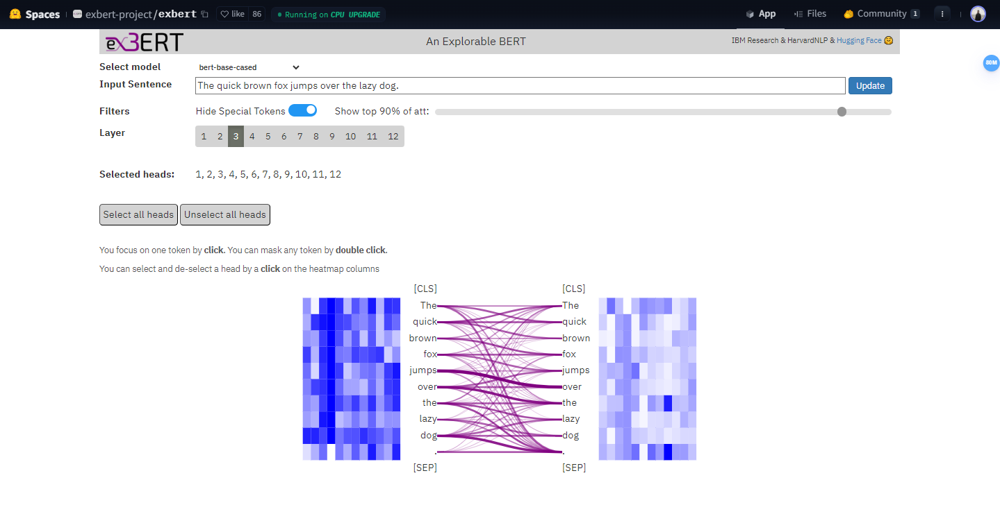 Spaces exbert-project/exbert like 86 Running on CPU UPGRADE App Files Community 1
exBERT An Explorable BERT IBM Research & HarvardNLP & Hugging Face
80M
Select model bert-base-cased
Input Sentence The quick brown fox jumps over the lazy dog. Update
Filters Hide Special Tokens Show top 90% of att:
Layer 1 2 3 4 5 6 7 8 9 10 11 12
Selected heads: 1, 2, 3, 4, 5, 6, 7, 8, 9, 10, 11, 12
Select all heads Unselect all heads
You focus on one token by click. You can mask any token by double click.
You can select and de-select a head by a click on the heatmap columns
[CLS] [CLS]
The The
quick quick
brown brown
fox fox
jumps jumps
over over
the the
lazy lazy
dog dog
. .
[SEP] [SEP]